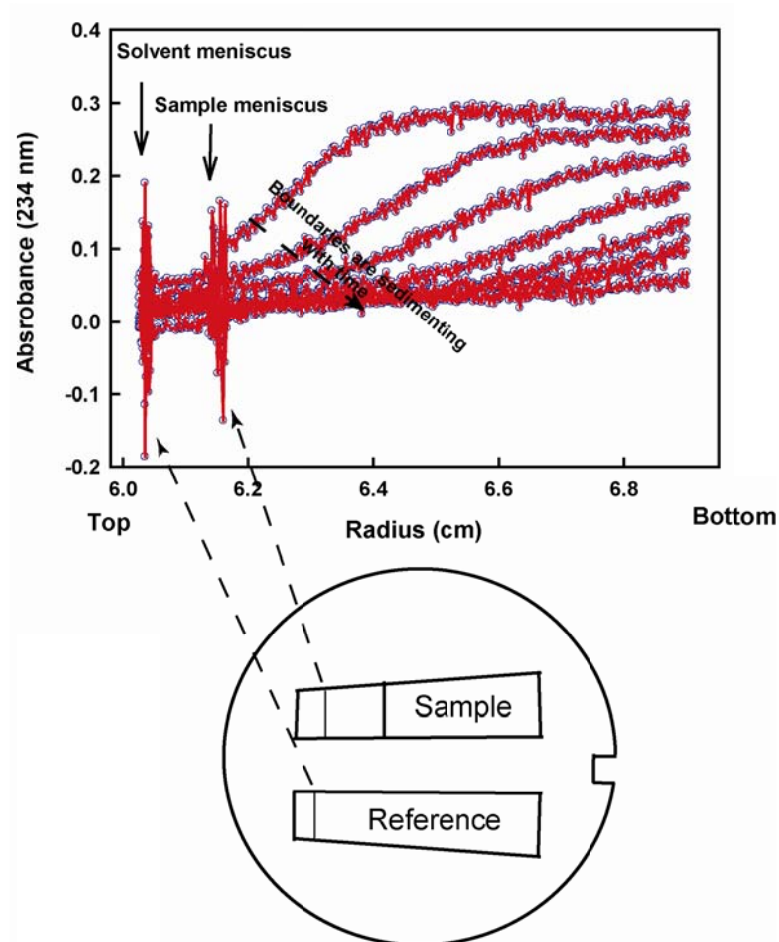 0.4
Solvent meniscus
0.3
Sample meniscus
0.2
0.1
0.0
-0.1
-0.2
Absrobance (234 nm)
Boundaries are sedimenting
with time
6.0
6.2
6.4
6.6
6.8
Top
Radius (cm)
Bottom
Sample
Reference